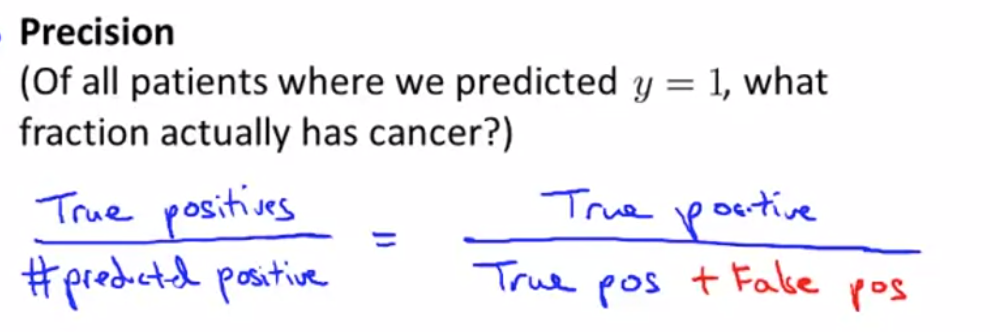 Precision
(Of all patients where we predicted y = 1, what
fraction actually has cancer?)
True positives = True positive
# predicted positive True pos + False pos